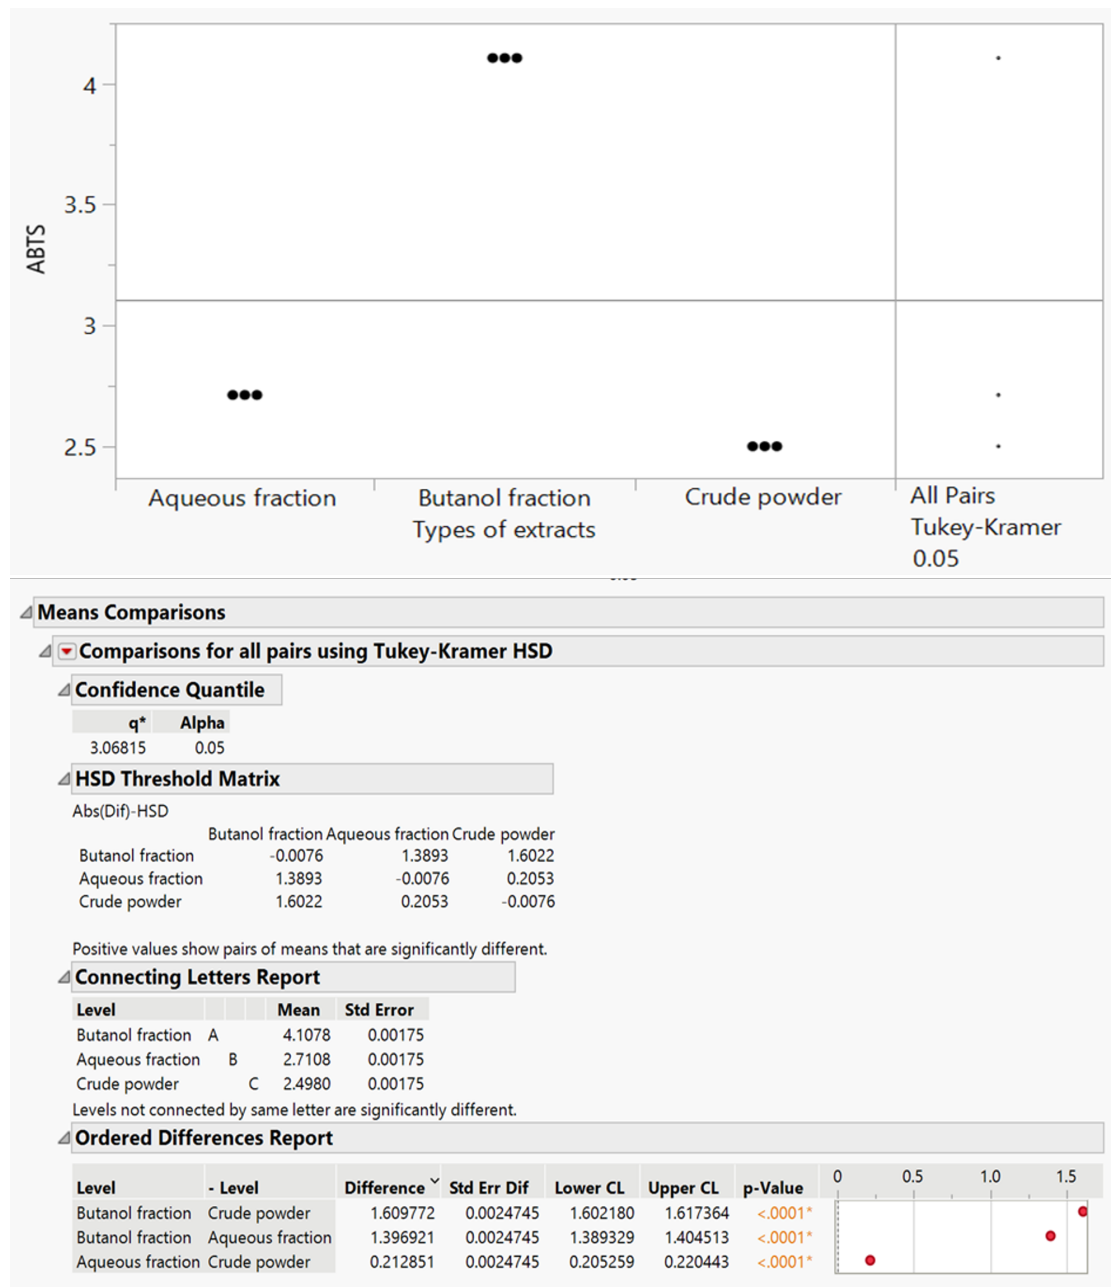 4
3.5
3
2.5
ABTS
Aqueous fraction Butanol fraction Crude powder All Pairs
Types of extracts Tukey-Kramer
0.05
Means Comparisons
Comparisons for all pairs using Tukey-Kramer HSD
Confidence Quantile
q* Alpha
3.06815 0.05
HSD Threshold Matrix
Abs(Dif)-HSD
Butanol fraction Aqueous fraction Crude powder
Butanol fraction -0.0076 1.3893 1.6022
Aqueous fraction 1.3893 -0.0076 0.2053
Crude powder 1.6022 0.2053 -0.0076
Positive values show pairs of means that are significantly different.
Connecting Letters Report
Level Mean Std Error
Butanol fraction A 4.1078 0.00175
Aqueous fraction B 2.7108 0.00175
Crude powder C 2.4980 0.00175
Levels not connected by same letter are significantly different.
Ordered Differences Report
Level - Level Difference Std Err Dif Lower CL Upper CL p-Value 0 0.5 1.0 1.5
Butanol fraction Crude powder 1.609772 0.0024745 1.602180 1.617364 <.0001*
Butanol fraction Aqueous fraction 1.396921 0.0024745 1.389329 1.404513 <.0001*
Aqueous fraction Crude powder 0.212851 0.0024745 0.205259 0.220443 <.0001*